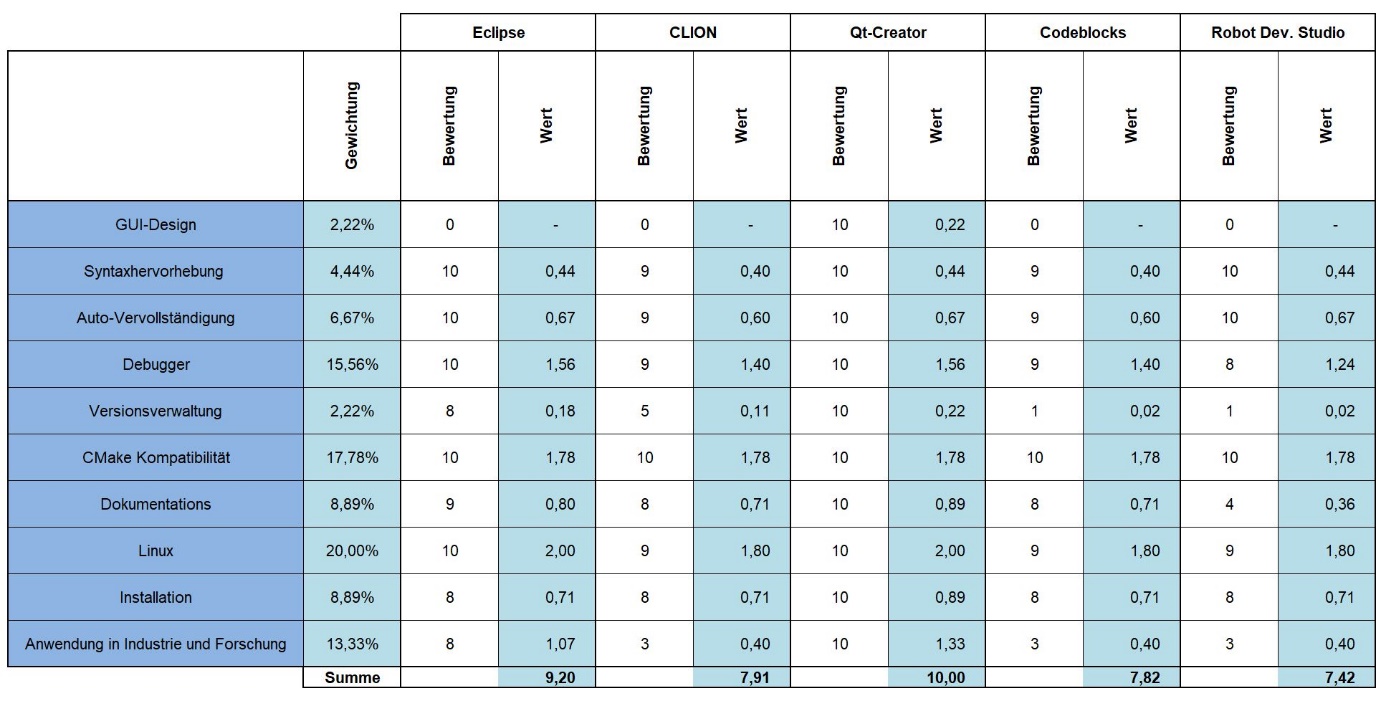 Eclipse CLION Qt-Creator Codeblocks Robot Dev. Studio
Gewichtung Bewertung Wert Bewertung Wert Bewertung Wert Bewertung Wert Bewertung Wert
GUI-Design 2,22% 0 - 0 - 10 0,22 0 - 0 -
Syntaxhervorhebung 4,44% 10 0,44 9 0,40 10 0,44 9 0,40 10 0,44
Auto-Vervollständigung 6,67% 10 0,67 9 0,60 10 0,67 9 0,60 10 0,67
Debugger 15,56% 10 1,56 9 1,40 10 1,56 9 1,40 8 1,24
Versionsverwaltung 2,22% 8 0,18 5 0,11 10 0,22 1 0,02 1 0,02
CMake Kompatibilität 17,78% 10 1,78 10 1,78 10 1,78 10 1,78 10 1,78
Dokumentations 8,89% 9 0,80 8 0,71 10 0,89 8 0,71 4 0,36
Linux 20,00% 10 2,00 9 1,80 10 2,00 9 1,80 9 1,80
Installation 8,89% 8 0,71 8 0,71 10 0,89 8 0,71 8 0,71
Anwendung in Industrie und Forschung 13,33% 8 1,07 3 0,40 10 1,33 3 0,40 3 0,40
Summe 9,20 7,91 10,00 7,82 7,42